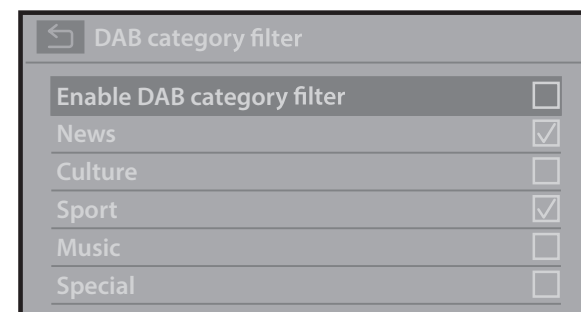 DAB category filter
Enable DAB category filter
News
Culture
Sport
Music
Special